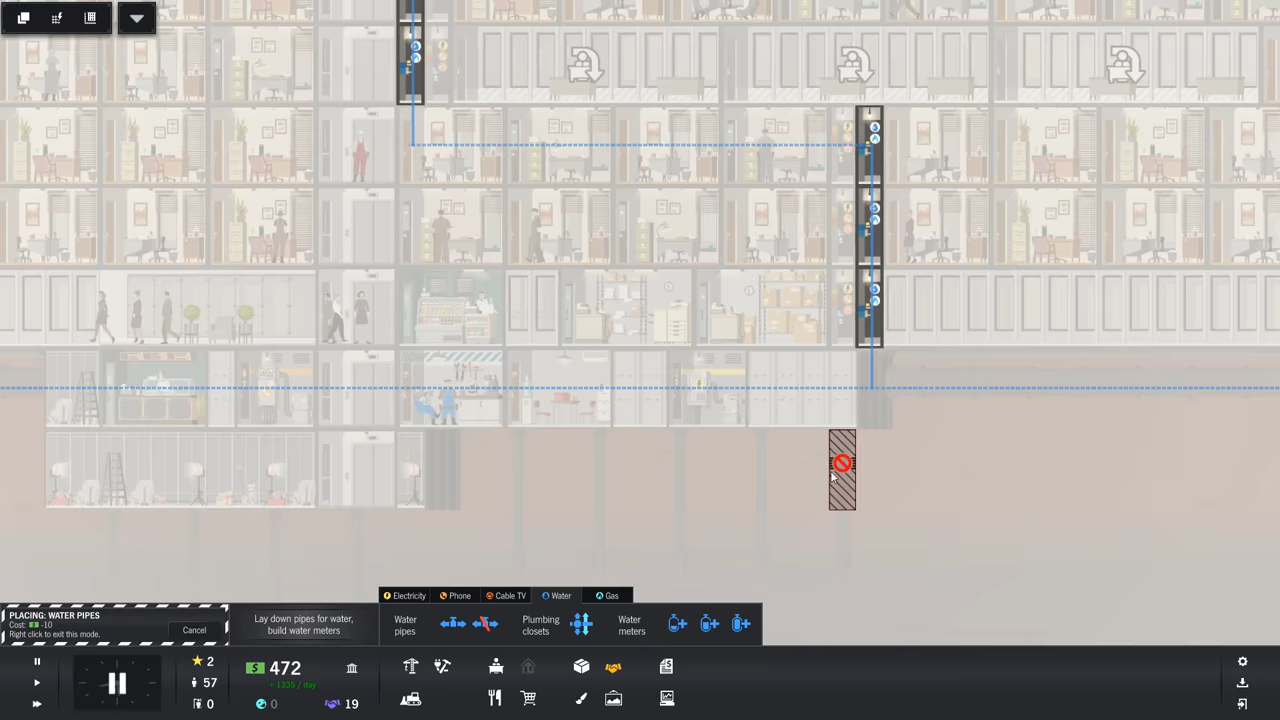 Electricity
Phone
Cable TV
Water
Gas
PLACING: WATER PIPES
Cost: $ -10
Right click to exit this mode.
Cancel
Lay down pipes for water,
build water meters
Water
pipes
Plumbing
closets
Water
meters
2
57
0
$ 472
+ 1335 / day
0
19